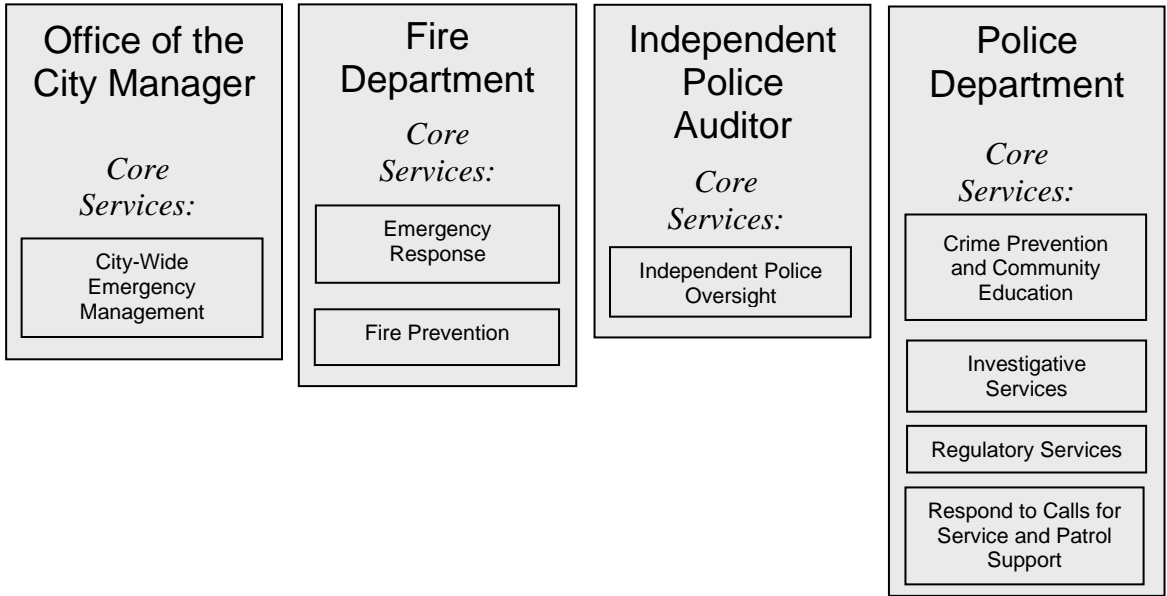 Office of the
City Manager
Core
Services:
City-Wide
Emergency
Management
Fire
Department
Core
Services:
Emergency
Response
Fire Prevention
Independent
Police
Auditor
Core
Services:
Independent Police
Oversight
Police
Department
Core
Services:
Crime Prevention
and Community
Education
Investigative
Services
Regulatory Services
Respond to Calls for
Service and Patrol
Support